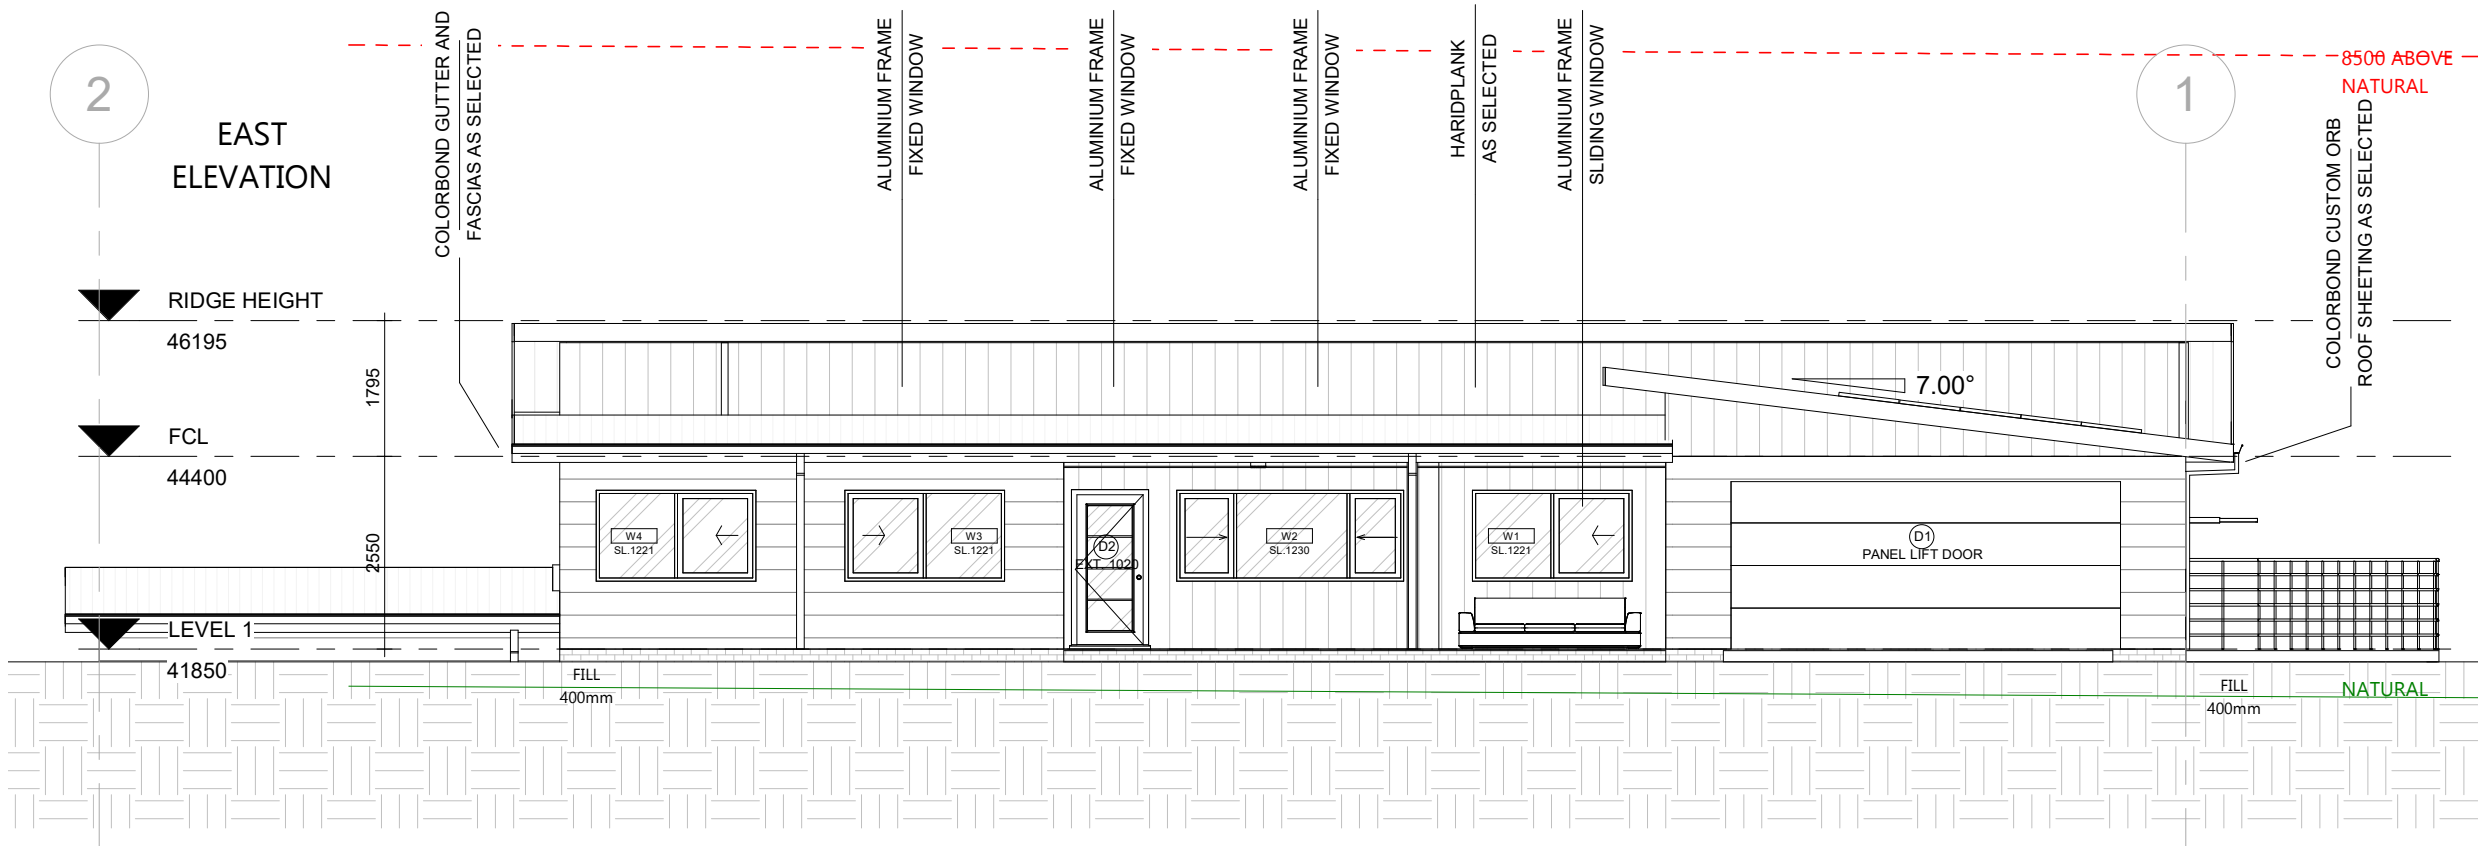 2
EAST
ELEVATION
COLORBOND GUTTER AND
FASCIAS AS SELECTED
ALUMINIUM FRAME
FIXED WINDOW
ALUMINIUM FRAME
FIXED WINDOW
ALUMINIUM FRAME
FIXED WINDOW
HARIDPLANK
AS SELECTED
ALUMINIUM FRAME
SLIDING WINDOW
1
8500 ABOVE
NATURAL
COLORBOND CUSTOM ORB
ROOF SHEETING AS SELECTED
RIDGE HEIGHT
46195
1795
7.00°
FCL
44400
2550
W4
SL.1221
W3
SL.1221
D2
EXT. 1020
W2
SL.1230
W1
SL.1221
D1
PANEL LIFT DOOR
LEVEL 1
41850
FILL
400mm
FILL
400mm
NATURAL